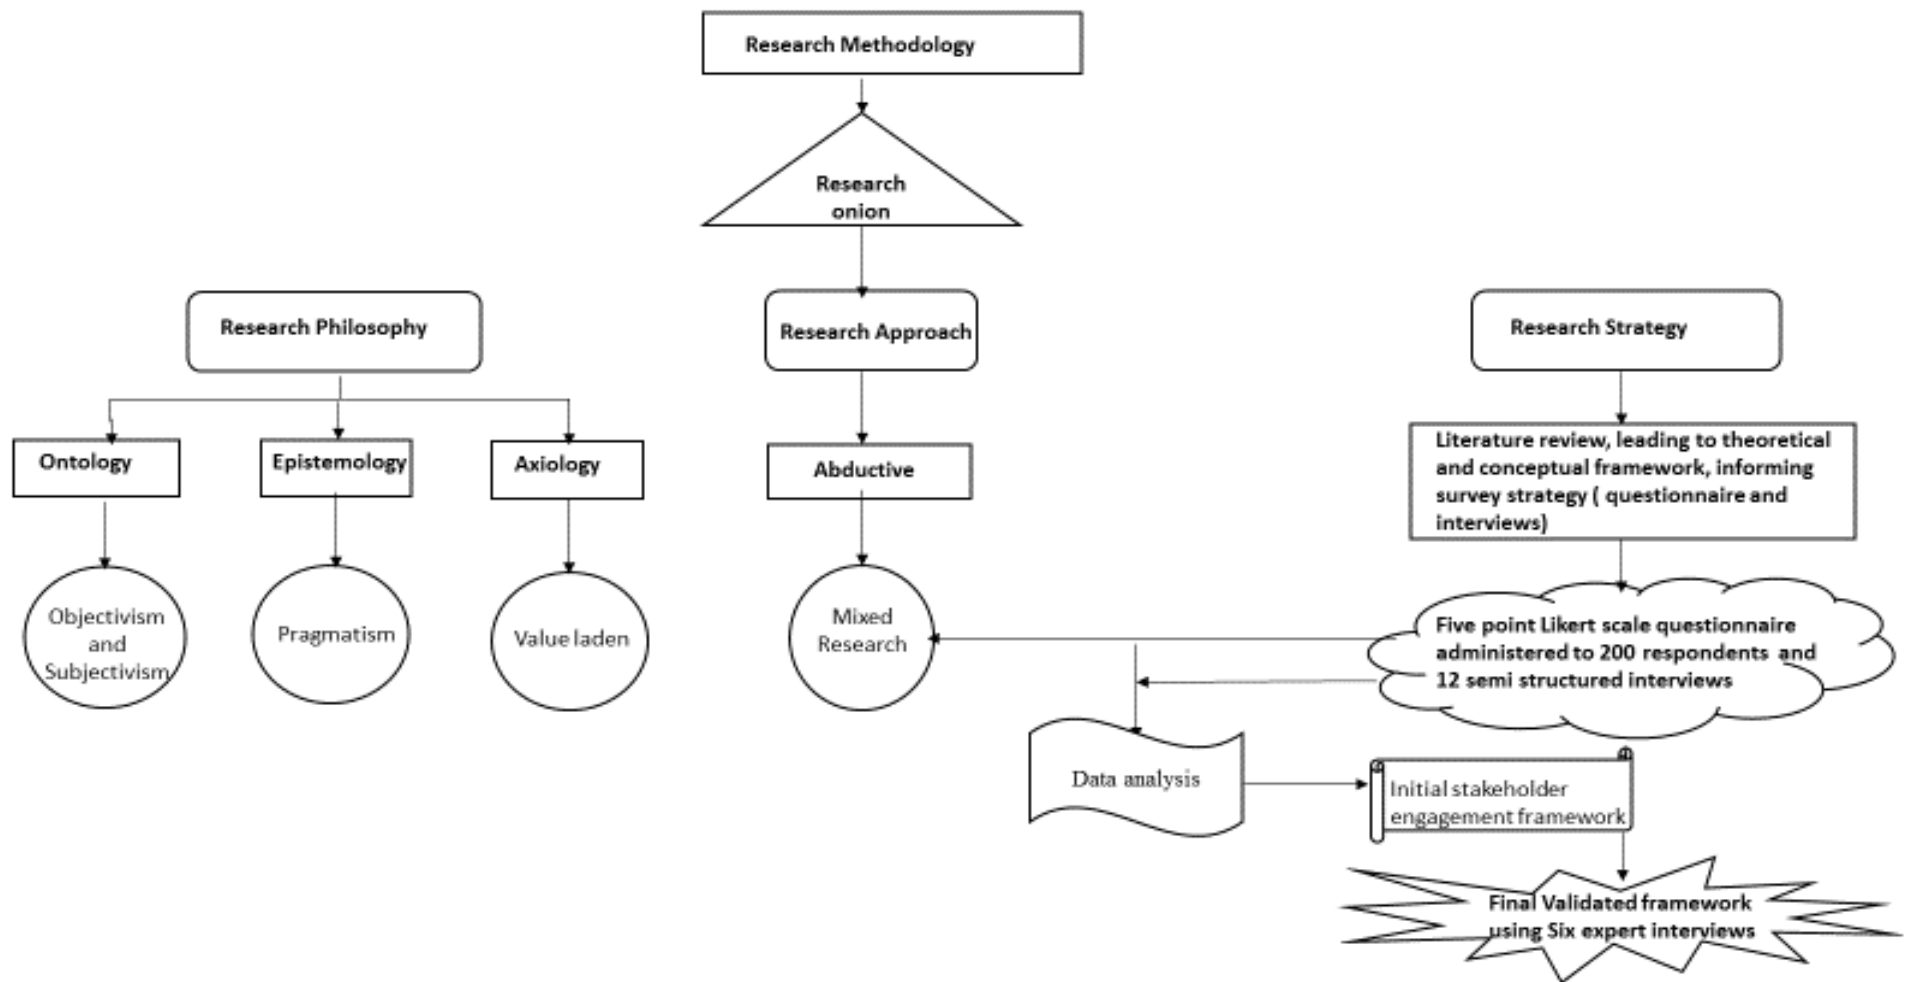 Research Methodology
Research
onion
Research Philosophy
Research Approach
Research Strategy
Ontology
Epistemology
Axiology
Abductive
Literature review, leading to theoretical
and conceptual framework, informing
survey strategy ( questionnaire and
interviews)
Objectivism
and
Subjectivism
Pragmatism
Value laden
Mixed
Research
Five point Likert scale questionnaire
administered to 200 respondents and
12 semi structured interviews
Data analysis
Initial stakeholder
engagement framework
Final Validated framework
using Six expert interviews